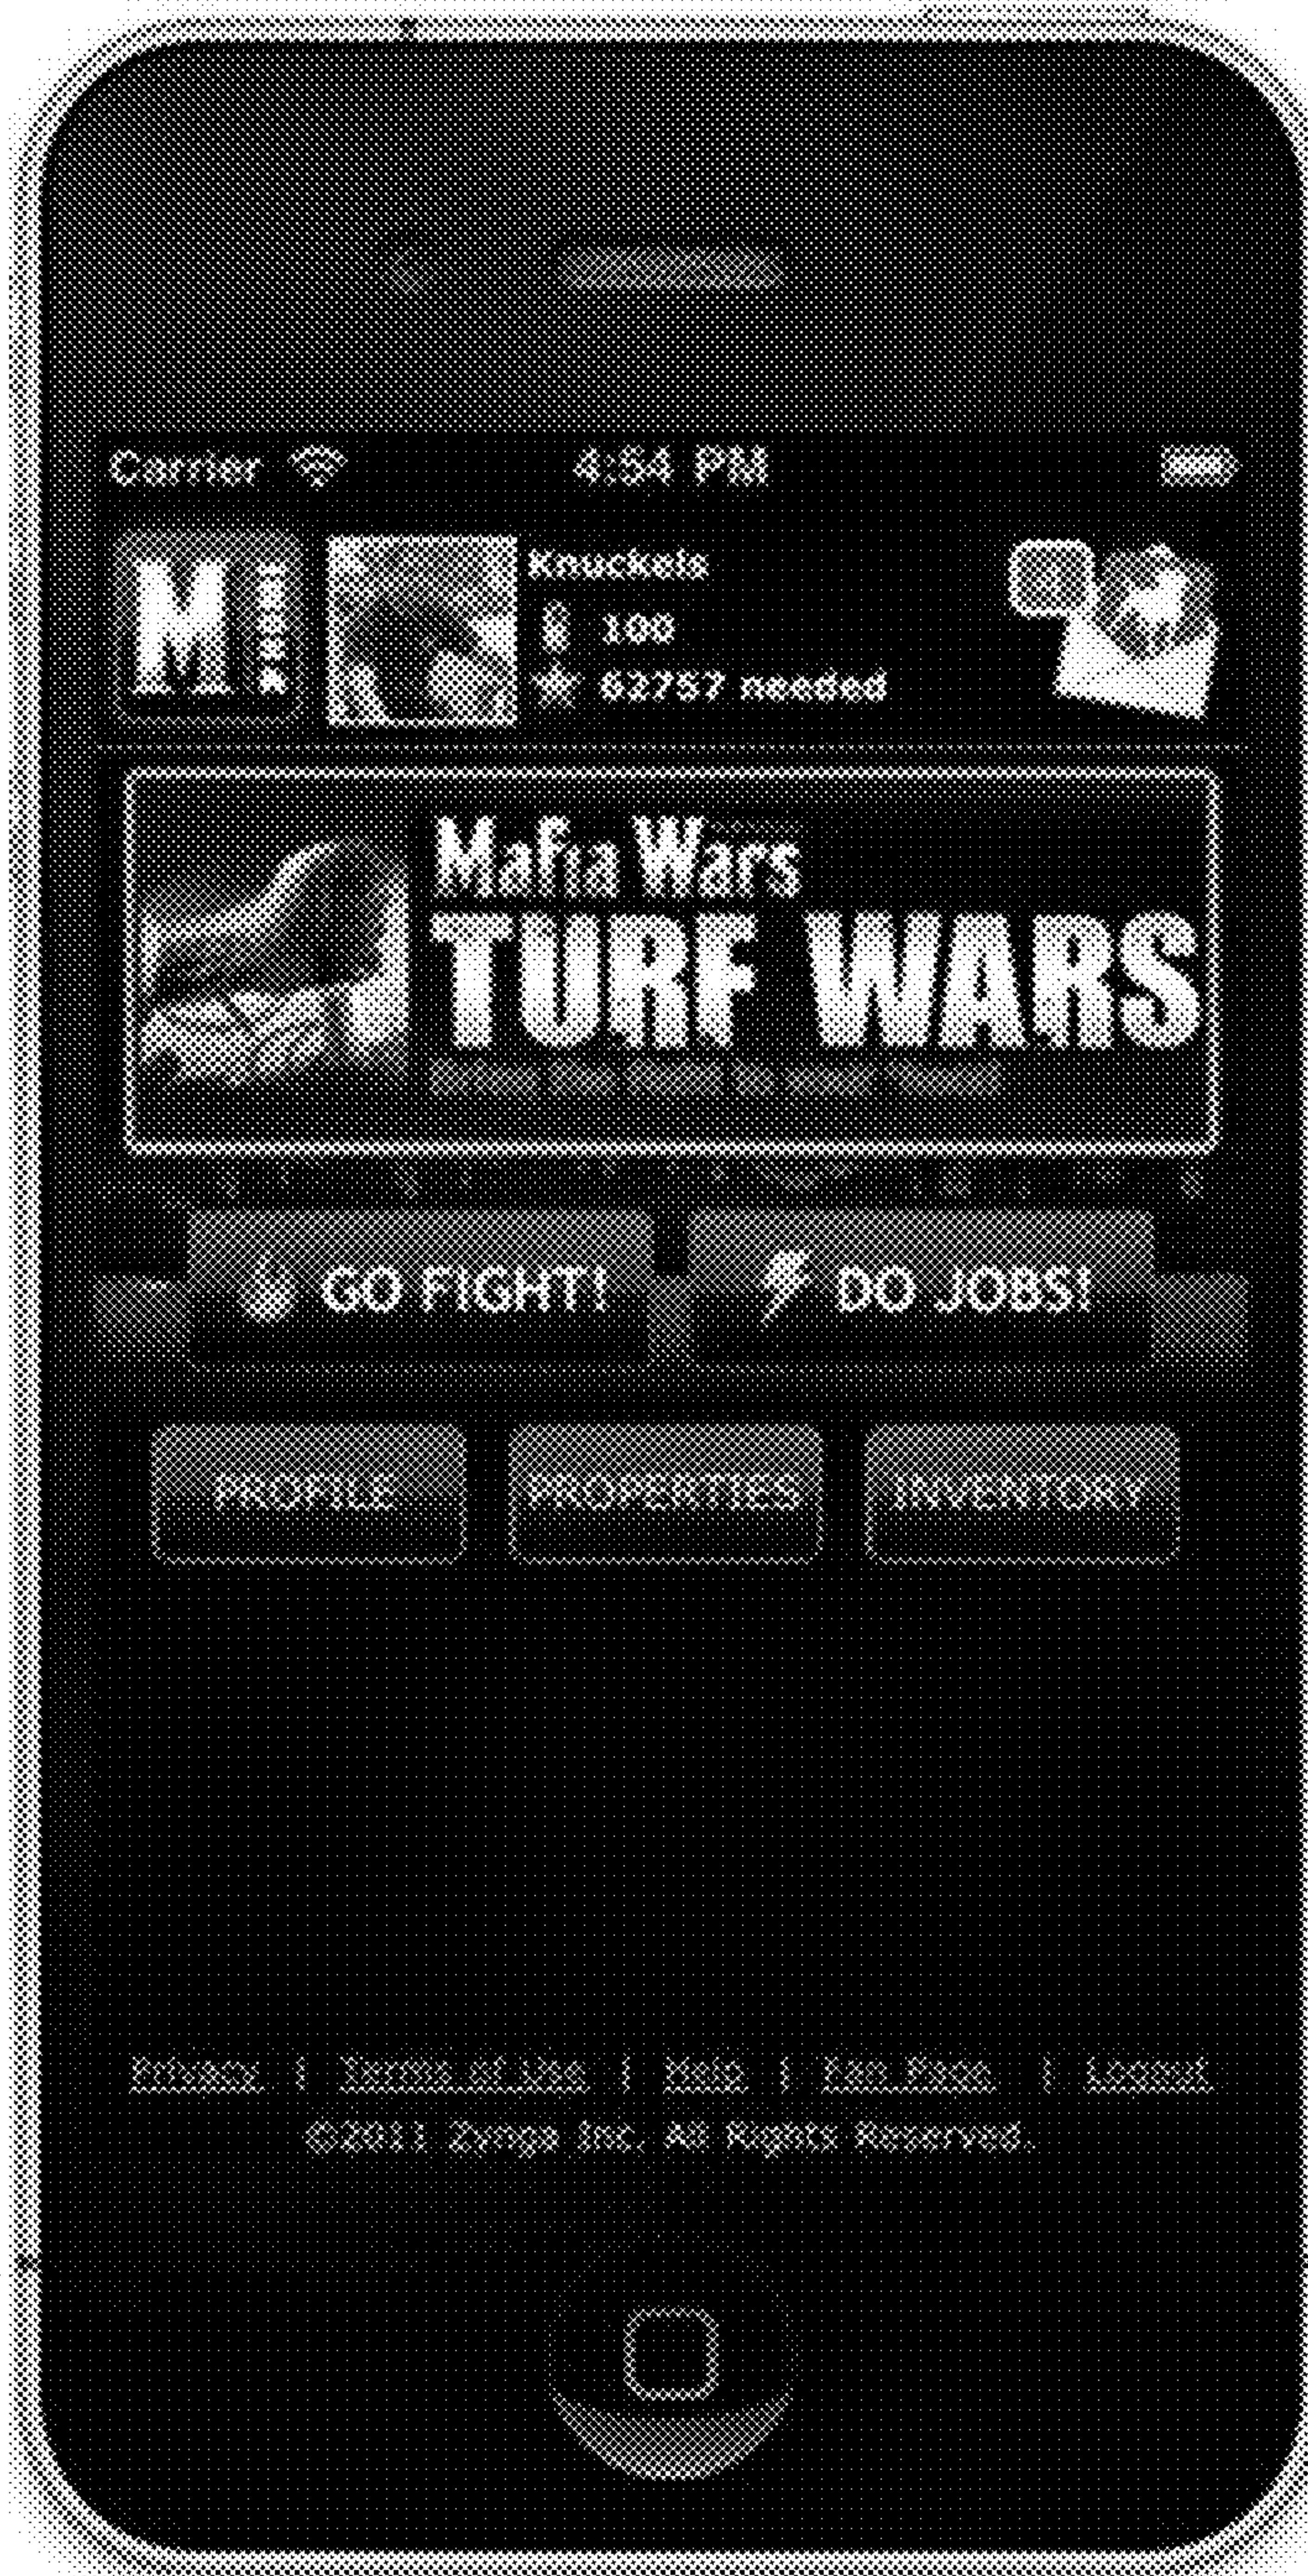 Carrier 4:54 PM
M
Knuckels
100
62757 needed
Mafia Wars
TURF WARS
GO FIGHT! DO JOBS!
PROFILE PROPERTIES INVENTORY
Privacy | Terms of Use | Help | Fan Page | Logout
©2011 Zynga Inc. All Rights Reserved.